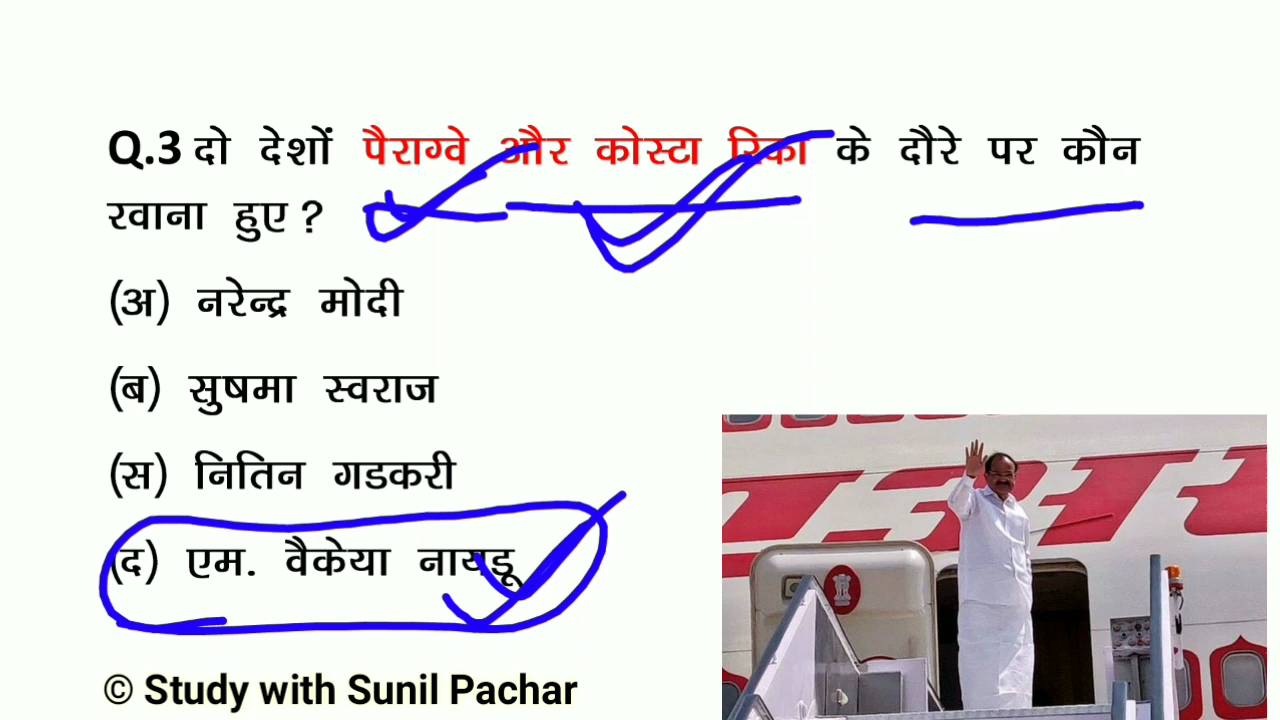 Q.3 दो देशों पैराग्वे और कोस्टा रिका के दौरे पर कौन
रवाना हुए ?
(अ) नरेन्द्र मोदी
(ब) सुषमा स्वराज
(स) नितिन गडकरी
(द) एम. वैकेया नायडू
© Study with Sunil Pachar